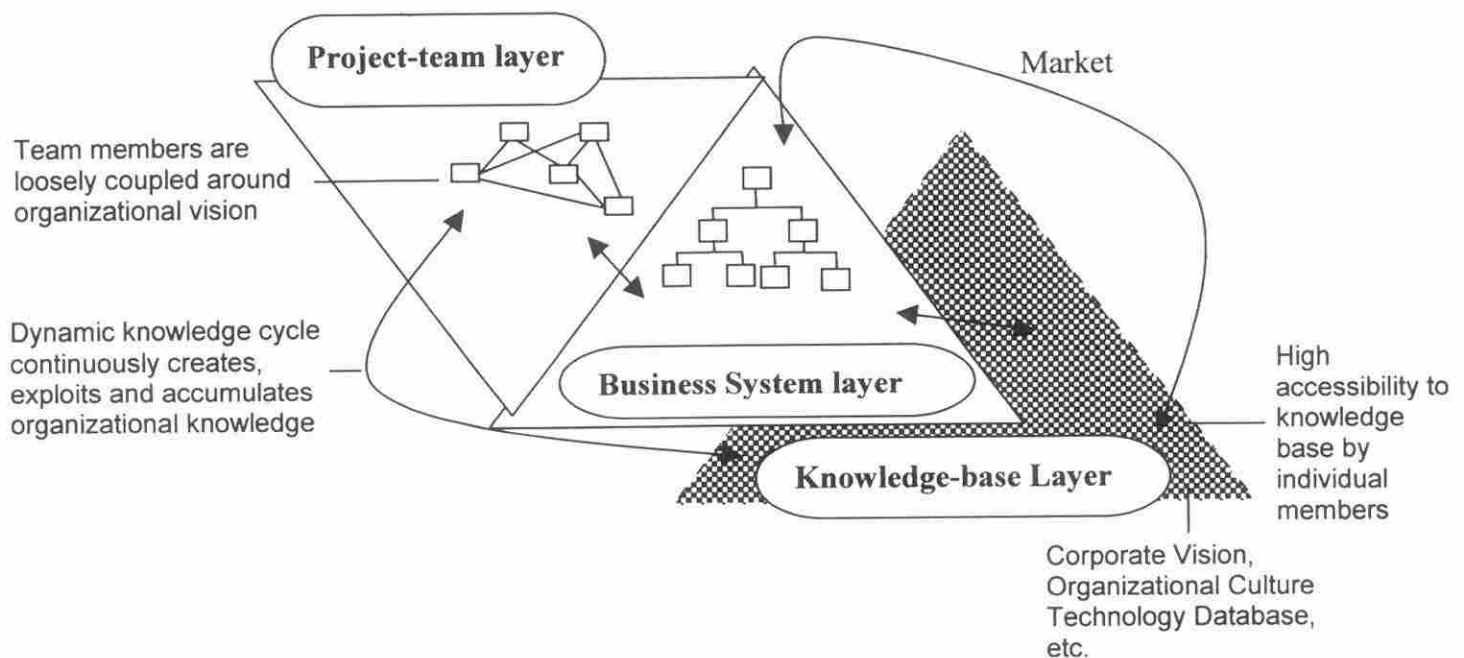 Project-team layer
Market
Team members are
loosely coupled around
organizational vision
Dynamic knowledge cycle
continuously creates,
exploits and accumulates
organizational knowledge
Business System layer
Knowledge-base Layer
High
accessibility to
knowledge
base by
individual
members
Corporate Vision,
Organizational Culture
Technology Database,
etc.